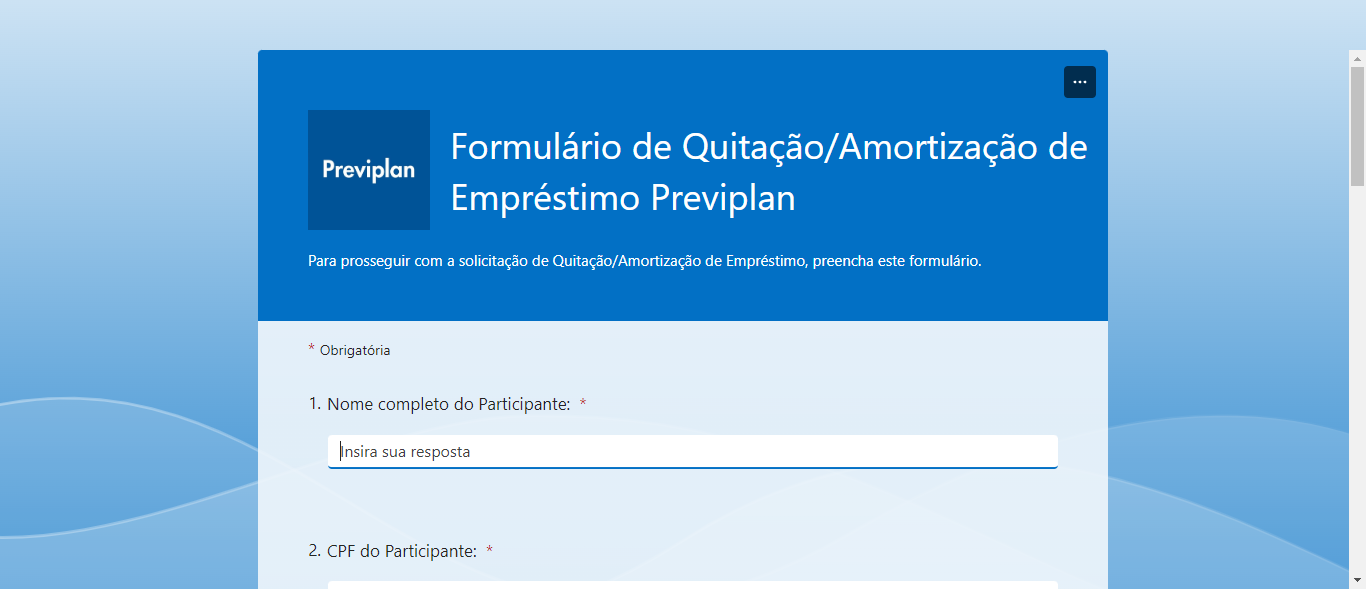 ...
Previplan
Formulário de Quitação/Amortização de
Empréstimo Previplan
Para prosseguir com a solicitação de Quitação/Amortização de Empréstimo, preencha este formulário.
* Obrigatória
1. Nome completo do Participante: *
Insira sua resposta
2. CPF do Participante: *